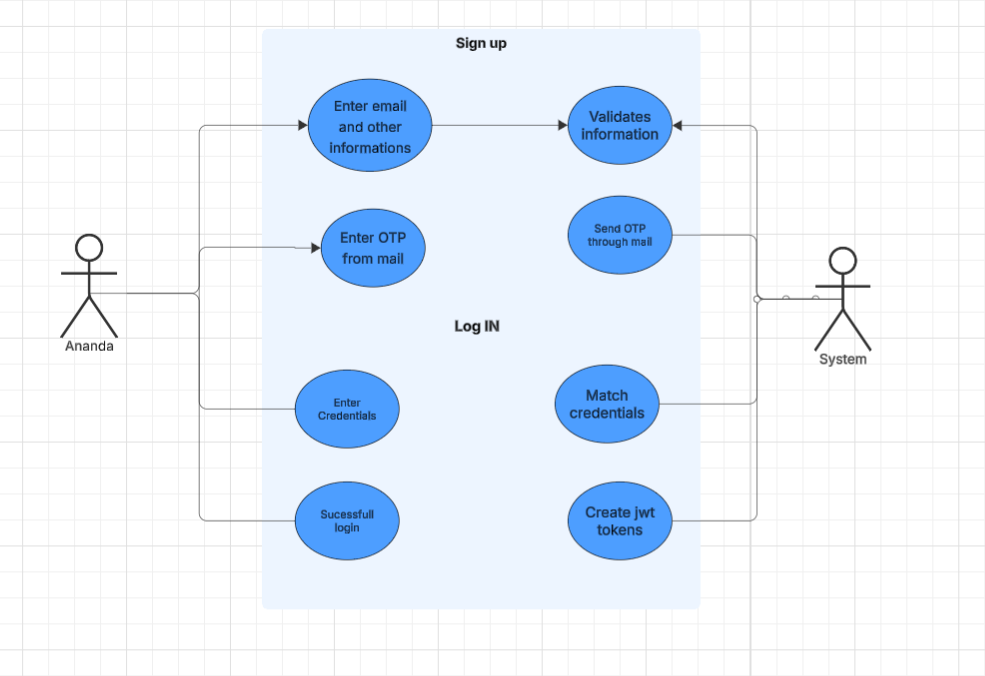 Sign up
Enter email
and other
informations
Validates
information
Enter OTP
from mail
Send OTP
through mail
Ananda
Log IN
System
Enter
Credentials
Match
credentials
Sucessfull
login
Create jwt
tokens